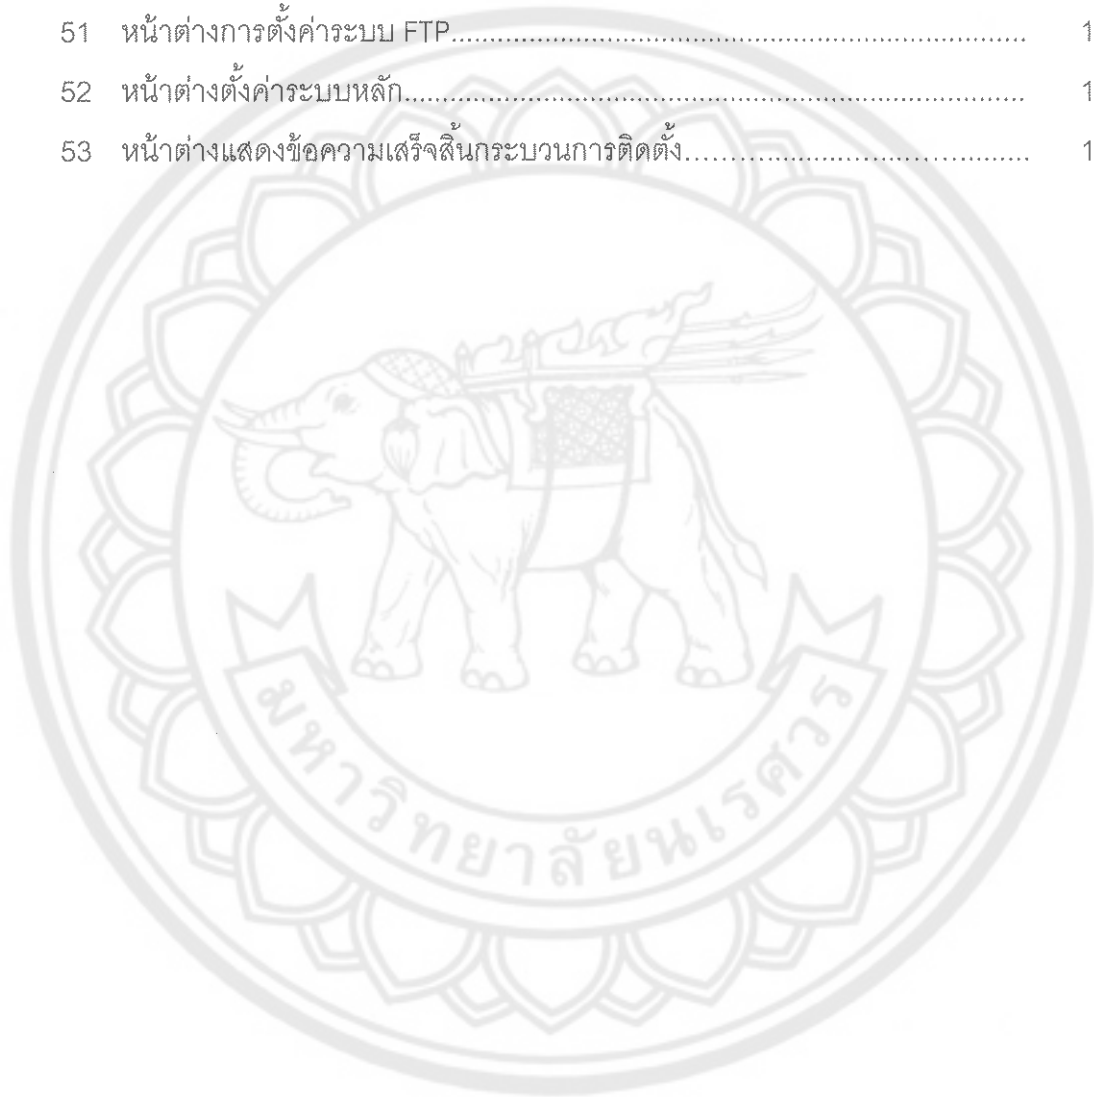 51 หน้าต่างการตั้งค่าระบบ FTP........................................................................ 1
52 หน้าต่างตั้งค่าระบบหลัก.............................................................................. 1
53 หน้าต่างแสดงข้อความเสร็จสิ้นกระบวนการติดตั้ง........................................... 1
มหาวิทยาลัยนเรศวร